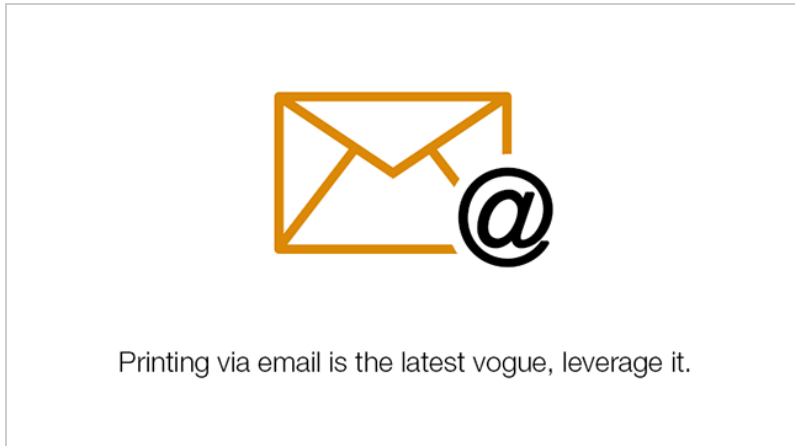 @
Printing via email is the latest vogue, leverage it.